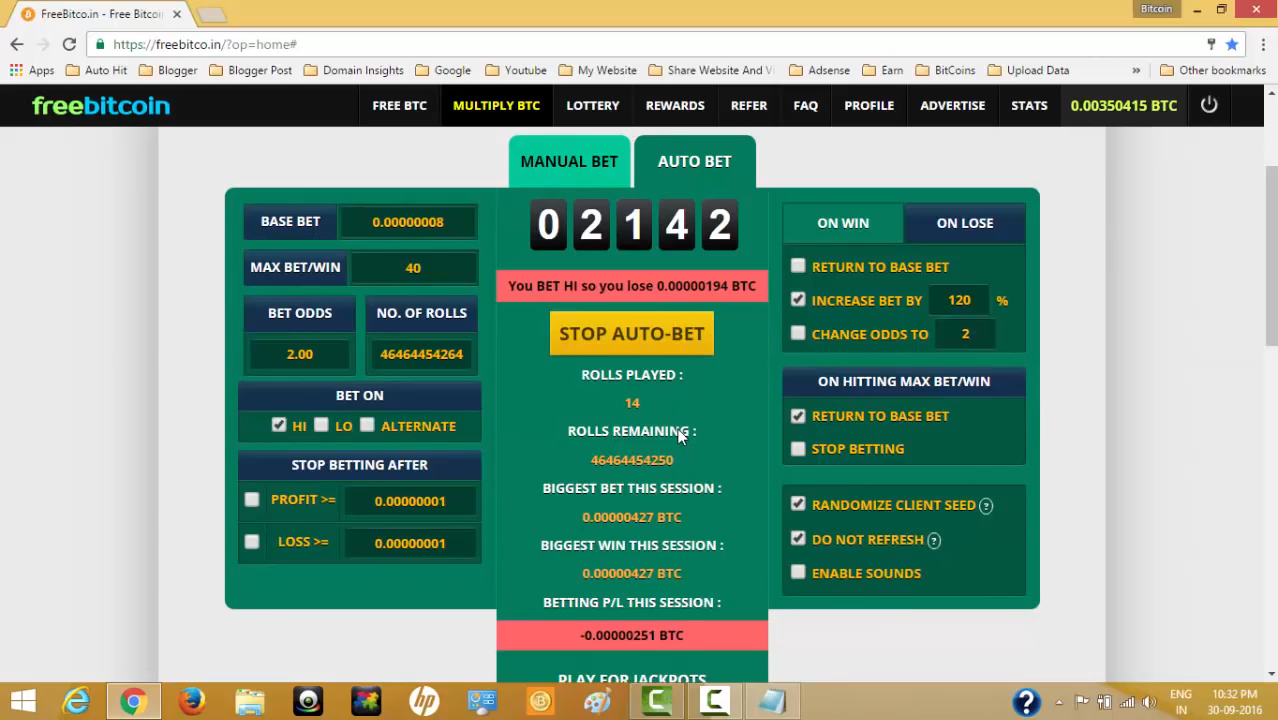 FreeBitco.in - Free Bitcoi
Bitcoin
https://freebitco.in/?op=home#
Apps Auto Hit Blogger Blogger Post Domain Insights Google Youtube My Website Share Website And Vi Adsense Earn BitCoins Upload Data » Other bookmarks
freebitcoin FREE BTC MULTIPLY BTC LOTTERY REWARDS REFER FAQ PROFILE ADVERTISE STATS 0.00350415 BTC
MANUAL BET AUTO BET
BASE BET 0.00000008
MAX BET/WIN 40
BET ODDS NO. OF ROLLS
2.00 46464454264
BET ON
HI LO ALTERNATE
STOP BETTING AFTER
PROFIT >= 0.00000001
LOSS >= 0.00000001
0 2 1 4 2
You BET HI so you lose 0.00000194 BTC
STOP AUTO-BET
ROLLS PLAYED :
14
ROLLS REMAINING :
46464454250
BIGGEST BET THIS SESSION :
0.00000427 BTC
BIGGEST WIN THIS SESSION :
0.00000427 BTC
BETTING P/L THIS SESSION :
-0.00000251 BTC
PLAY FOR JACKPOTS
ON WIN ON LOSE
RETURN TO BASE BET
INCREASE BET BY 120 %
CHANGE ODDS TO 2
ON HITTING MAX BET/WIN
RETURN TO BASE BET
STOP BETTING
RANDOMIZE CLIENT SEED ?
DO NOT REFRESH ?
ENABLE SOUNDS
ENG
IN
10:32 PM
30-09-2016